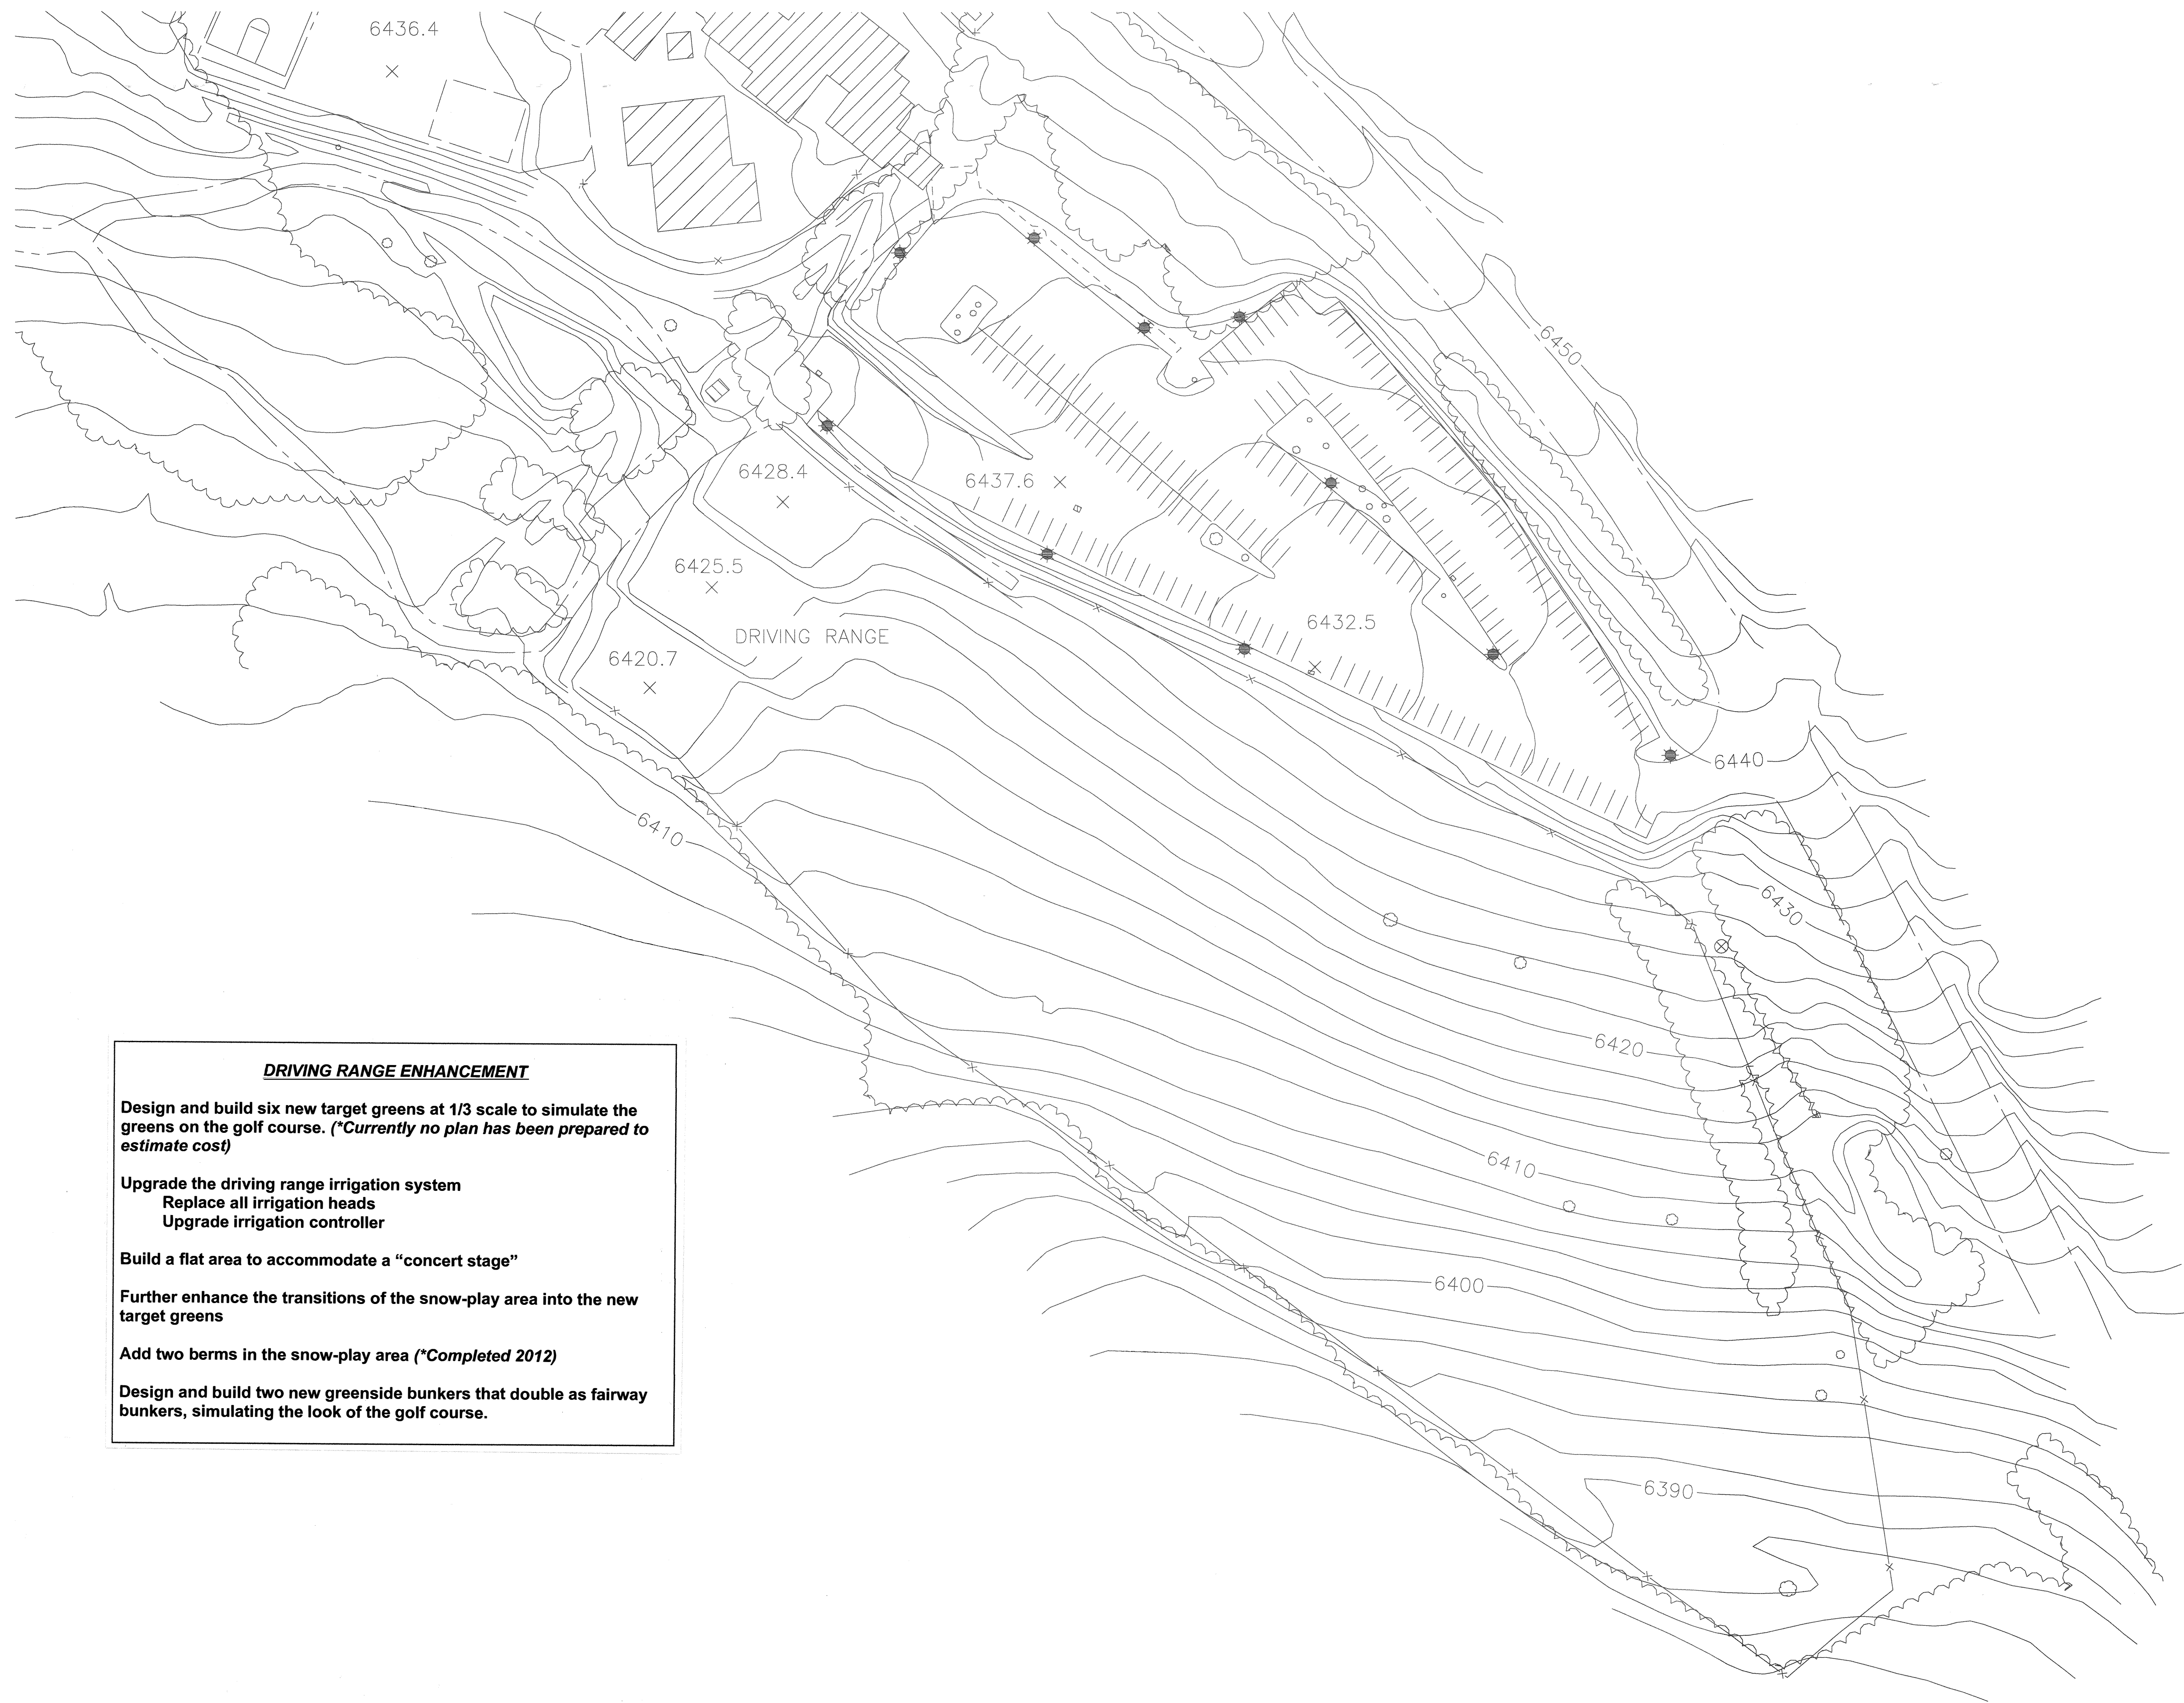 6436.4
6450
6428.4
6437.6
6425.5
6432.5
DRIVING RANGE
6420.7
6440
6410
6430
6420
6410
6400
6390
DRIVING RANGE ENHANCEMENT
Design and build six new target greens at 1/3 scale to simulate the
greens on the golf course. (*Currently no plan has been prepared to
estimate cost)
Upgrade the driving range irrigation system
Replace all irrigation heads
Upgrade irrigation controller
Build a flat area to accommodate a “concert stage”
Further enhance the transitions of the snow-play area into the new
target greens
Add two berms in the snow-play area (*Completed 2012)
Design and build two new greenside bunkers that double as fairway
bunkers, simulating the look of the golf course.